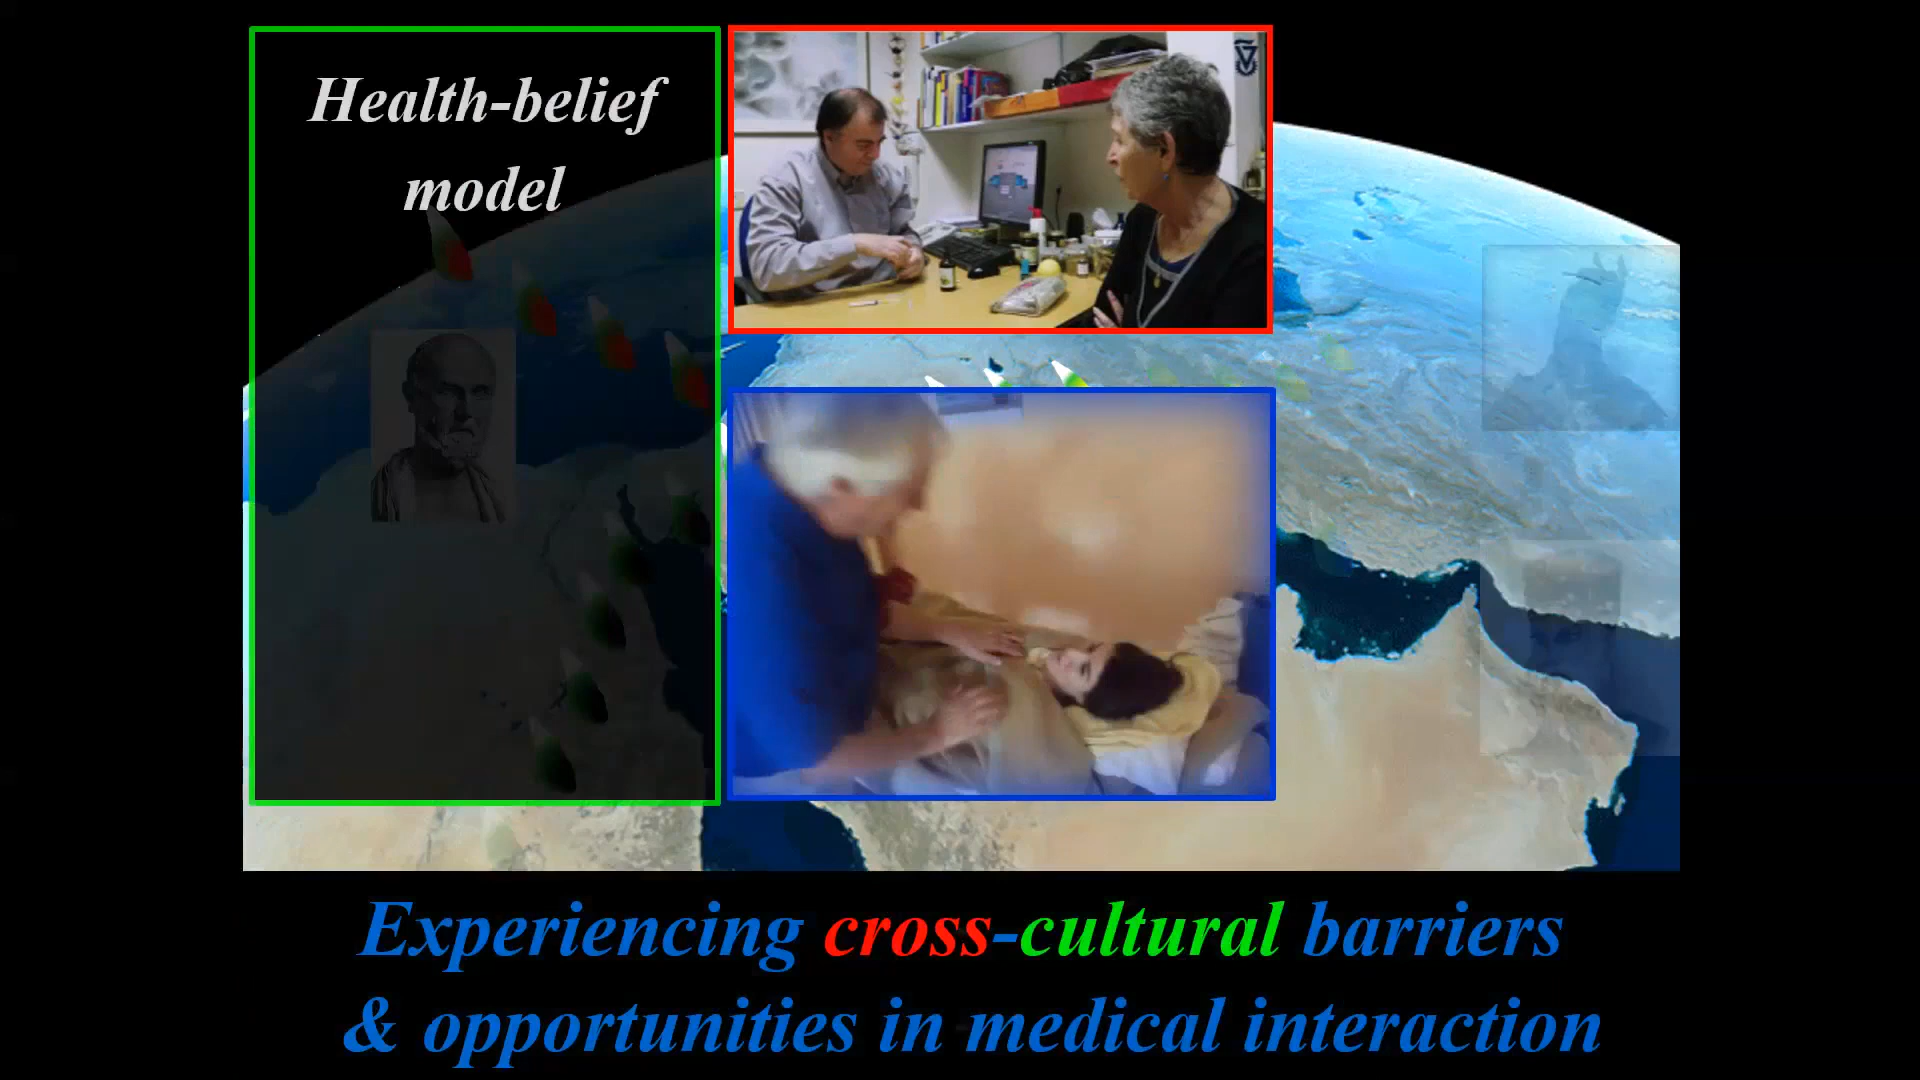 Health-belief
model
Experiencing cross-cultural barriers
& opportunities in medical interaction